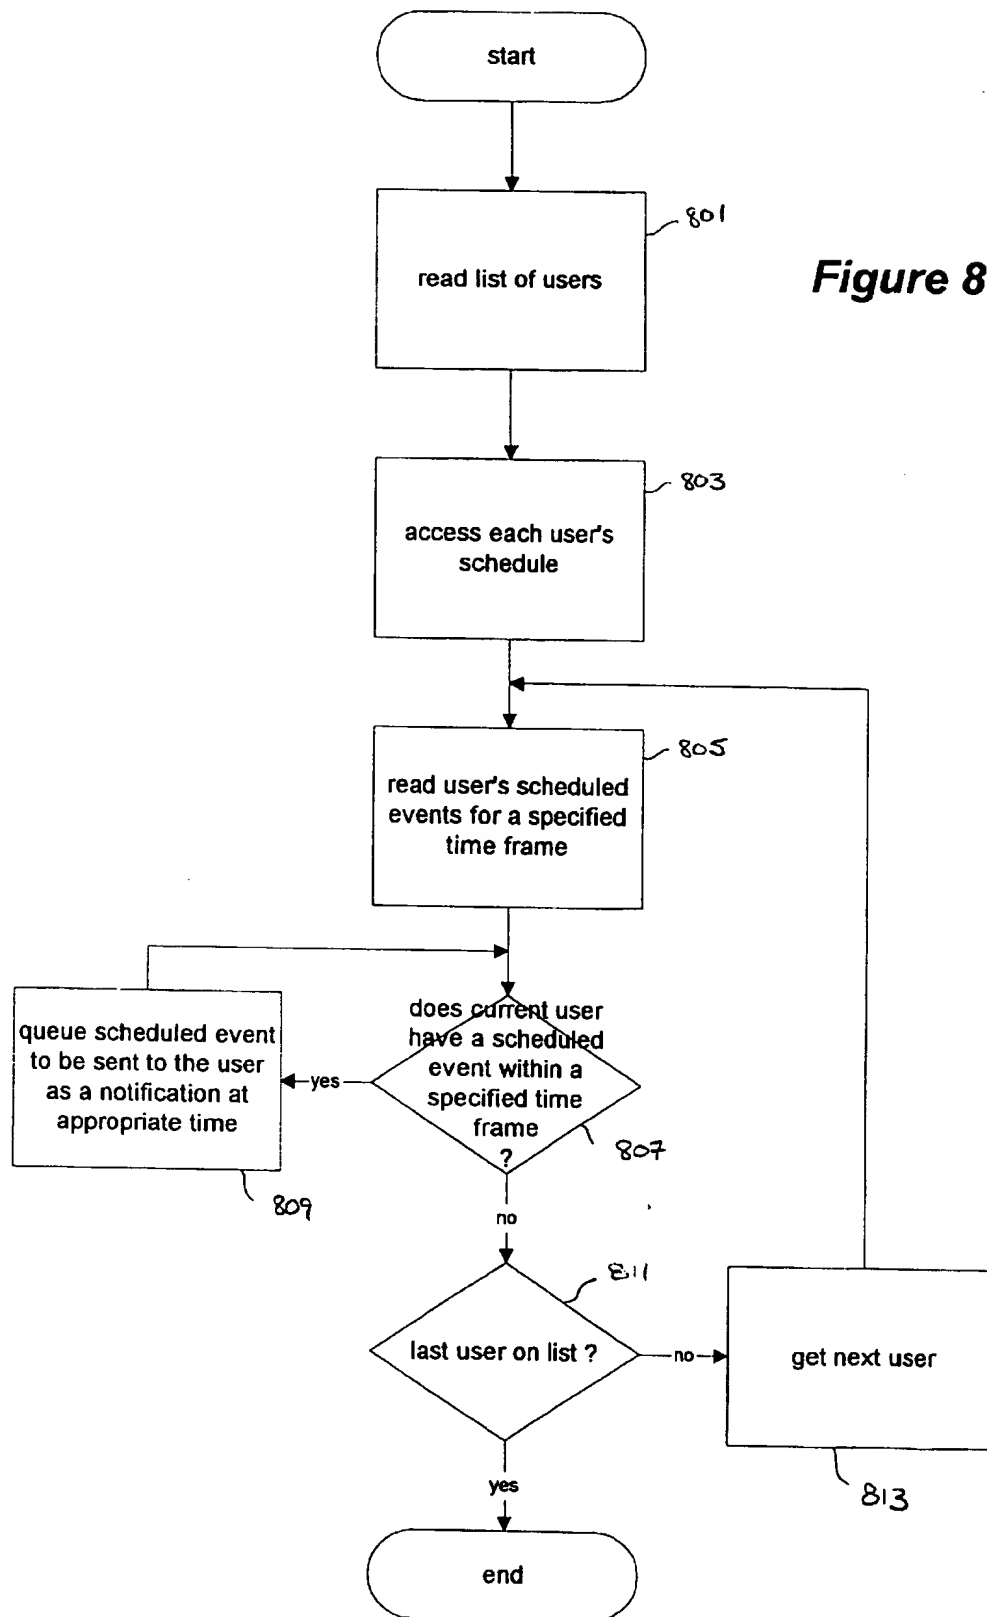 start
801
read list of users
Figure 8
803
access each user's
schedule
805
read user's scheduled
events for a specified
time frame
does current user
have a scheduled
event within a
specified time
frame
?
807
yes
queue scheduled event
to be sent to the user
as a notification at
appropriate time
809
no
811
last user on list ?
no
get next user
813
yes
end